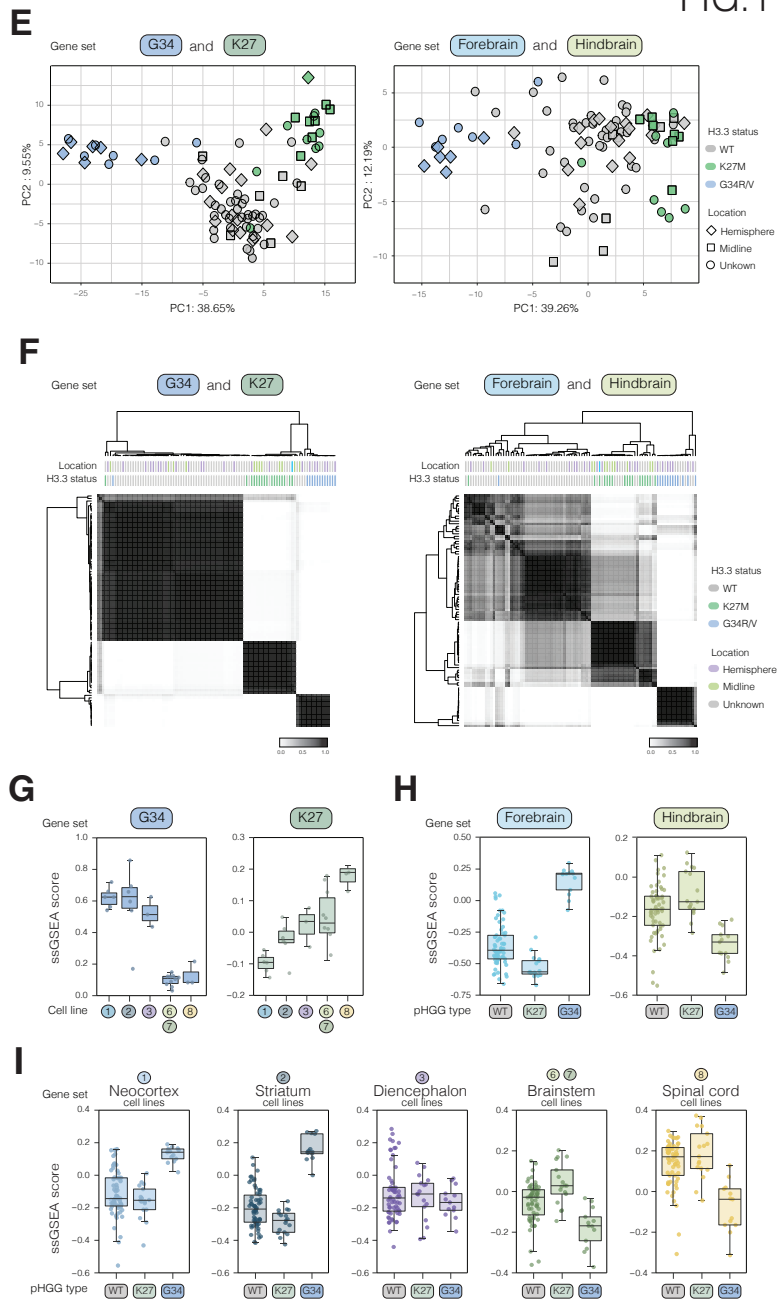 FIG.1
E
Gene set G34 and K27
Gene set Forebrain and Hindbrain
PC2 : 9.55%
10
5
0
−5
−10
−25 −15 −5 5 15
PC1: 38.65%
PC2 : 12.19%
5
0
−5
−10
−15 −10 −5 0 5
PC1: 39.26%
H3.3 status
WT
K27M
G34R/V
Location
Hemisphere
Midline
Unkown
F
Gene set G34 and K27
Gene set Forebrain and Hindbrain
Location
H3.3 status
Location
H3.3 status
0.0 0.5 1.0
0.0 0.5 1.0
H3.3 status
WT
K27M
G34R/V
Location
Hemisphere
Midline
Unknown
G
Gene set G34 K27
ssGSEA score
1.0
0.8
0.6
0.4
0.2
0.0
0.3
0.2
0.1
0.0
−0.1
−0.2
Cell line 1 2 3 6 8 1 2 3 6 8
7 7
H
Gene set Forebrain Hindbrain
ssGSEA score
0.50
0.25
0.00
−0.25
−0.50
−0.75
0.2
0.0
−0.2
−0.4
−0.6
pHGG type WT K27 G34 WT K27 G34
I
1 2 3 6 7 8
Gene set Neocortex Striatum Diencephalon Brainstem Spinal cord
cell lines cell lines cell lines cell lines cell lines
ssGSEA score
0.4
0.2
0.0
−0.2
−0.4
−0.6
0.4
0.2
0.0
−0.2
−0.4
−0.6
0.4
0.2
0.0
−0.2
−0.4
−0.6
0.4
0.2
0.0
−0.2
−0.4
0.4
0.2
0.0
−0.2
−0.4
pHGG type WT K27 G34 WT K27 G34 WT K27 G34 WT K27 G34 WT K27 G34